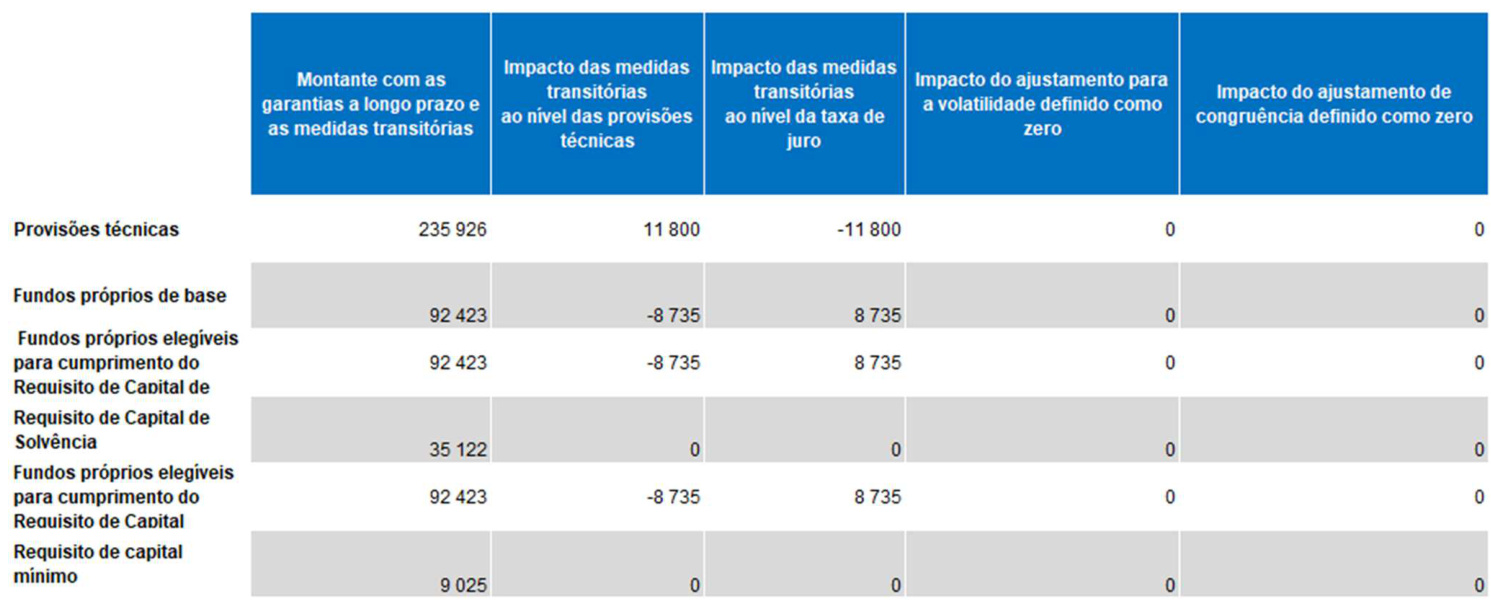 Montante com as
garantias a longo prazo e
as medidas transitórias
Impacto das medidas
transitórias
ao nível das provisões
técnicas
Impacto das medidas
transitórias
ao nível da taxa de
juro
Impacto do ajustamento para
a volatilidade definido como
zero
Impacto do ajustamento de
congruência definido como zero
Provisões técnicas 235 926 11 800 -11 800 0 0
Fundos próprios de base
92 423 -8 735 8 735 0 0
Fundos próprios elegíveis
para cumprimento do 92 423 -8 735 8 735 0 0
Requisito de Capital de
Requisito de Capital de
Solvência
35 122 0 0 0 0
Fundos próprios elegíveis
para cumprimento do 92 423 -8 735 8 735 0 0
Requisito de Capital
Requisito de capital
mínimo
9 025 0 0 0 0